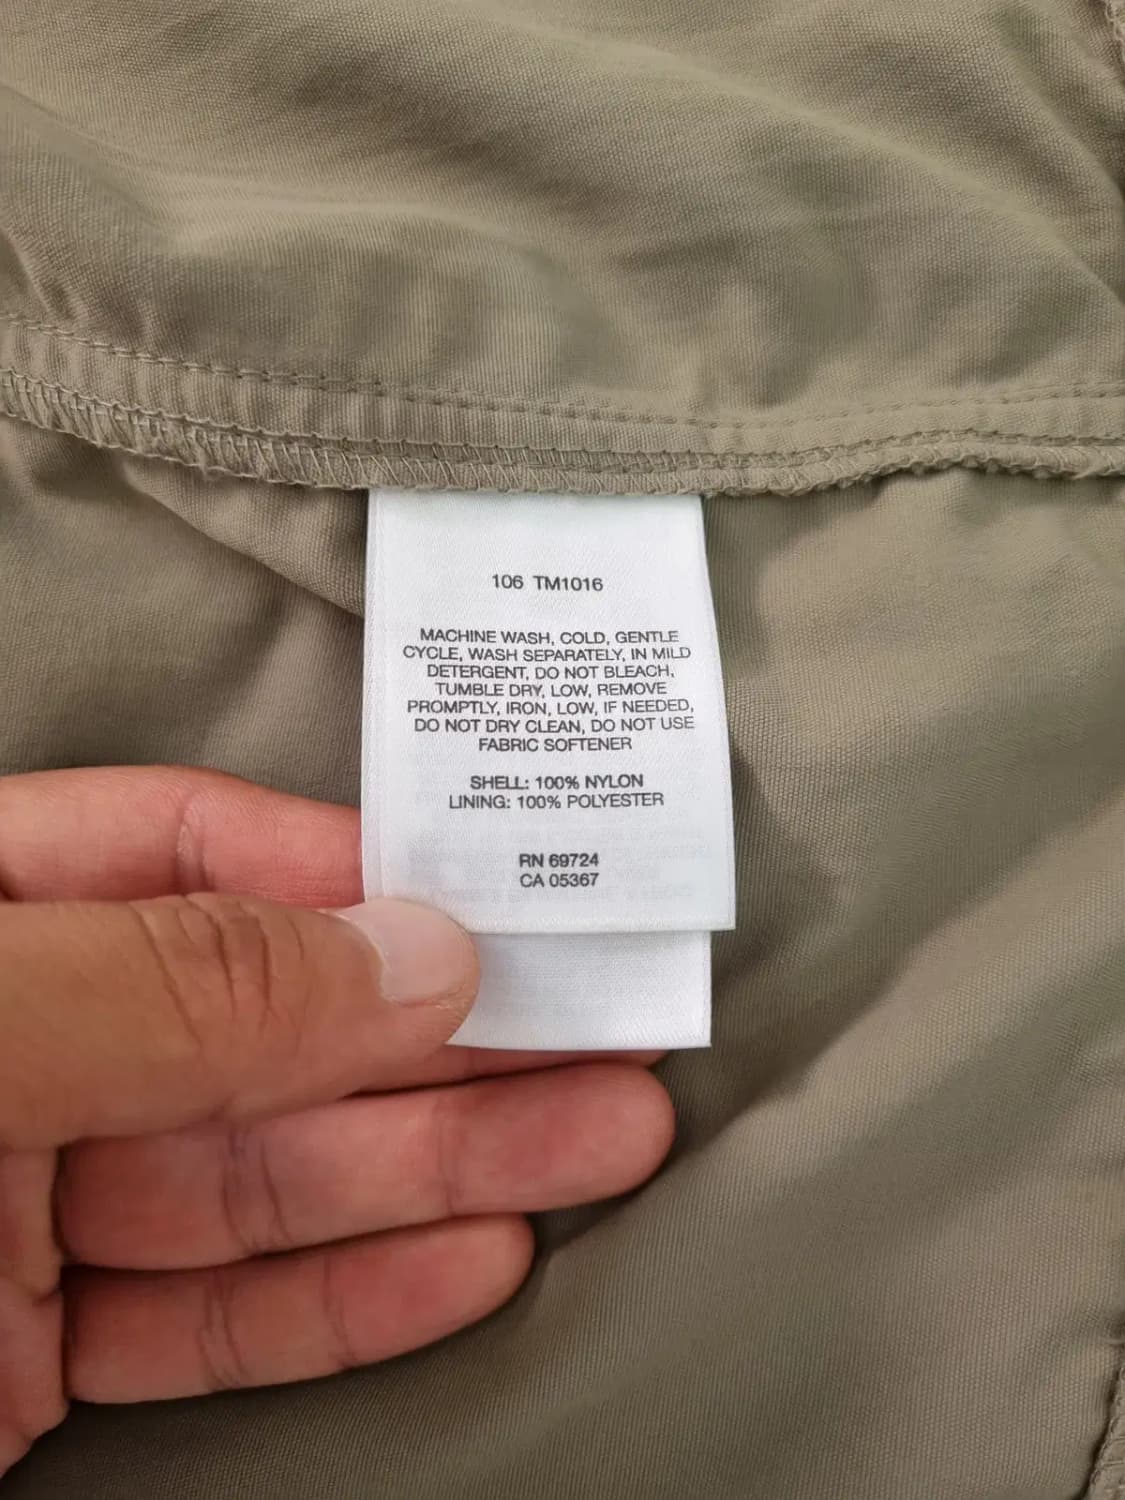 106 TM1016
MACHINE WASH, COLD, GENTLE
CYCLE, WASH SEPARATELY, IN MILD
DETERGENT, DO NOT BLEACH,
TUMBLE DRY, LOW, REMOVE
PROMPTLY, IRON, LOW, IF NEEDED,
DO NOT DRY CLEAN, DO NOT USE
FABRIC SOFTENER
SHELL: 100% NYLON
LINING: 100% POLYESTER
RN 69724
CA 05367